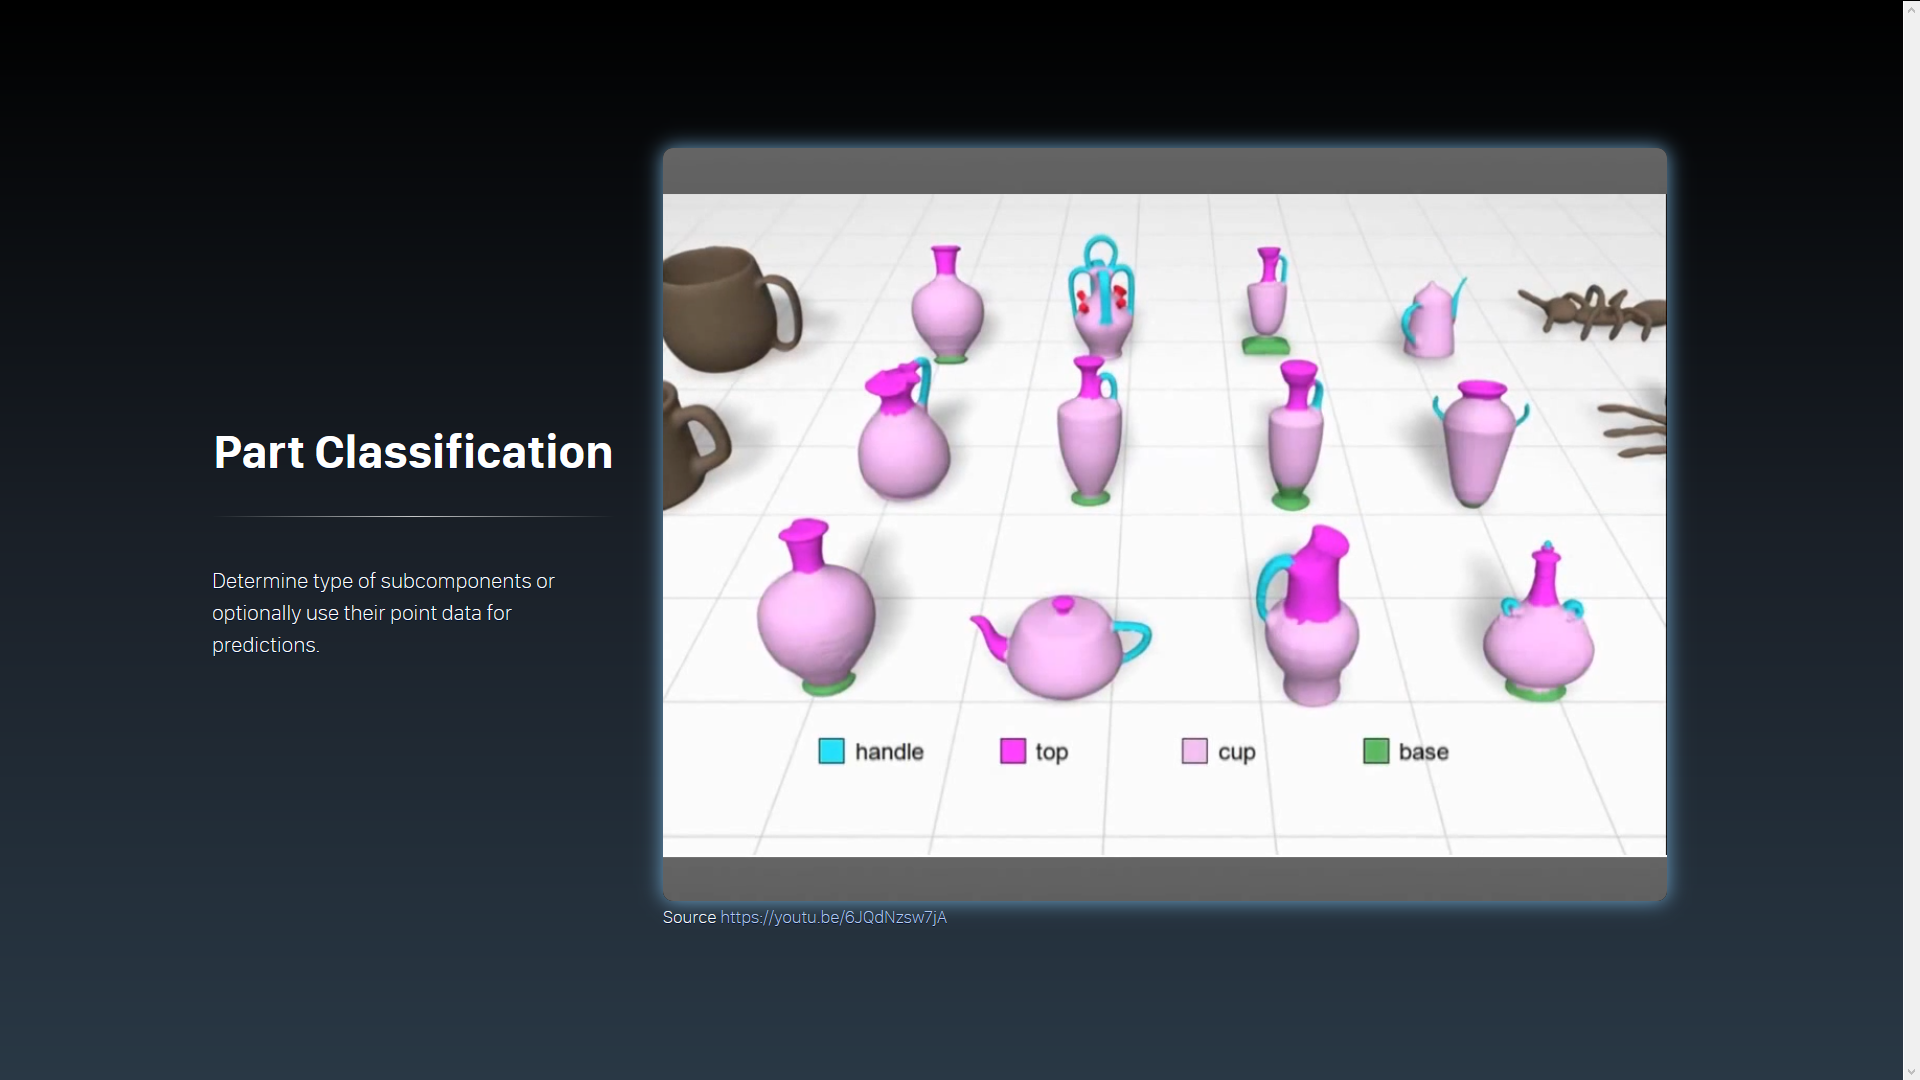 Part Classification
Determine type of subcomponents or
optionally use their point data for
predictions.
handle top cup base
Source https://youtu.be/6JQdNzsw7jA